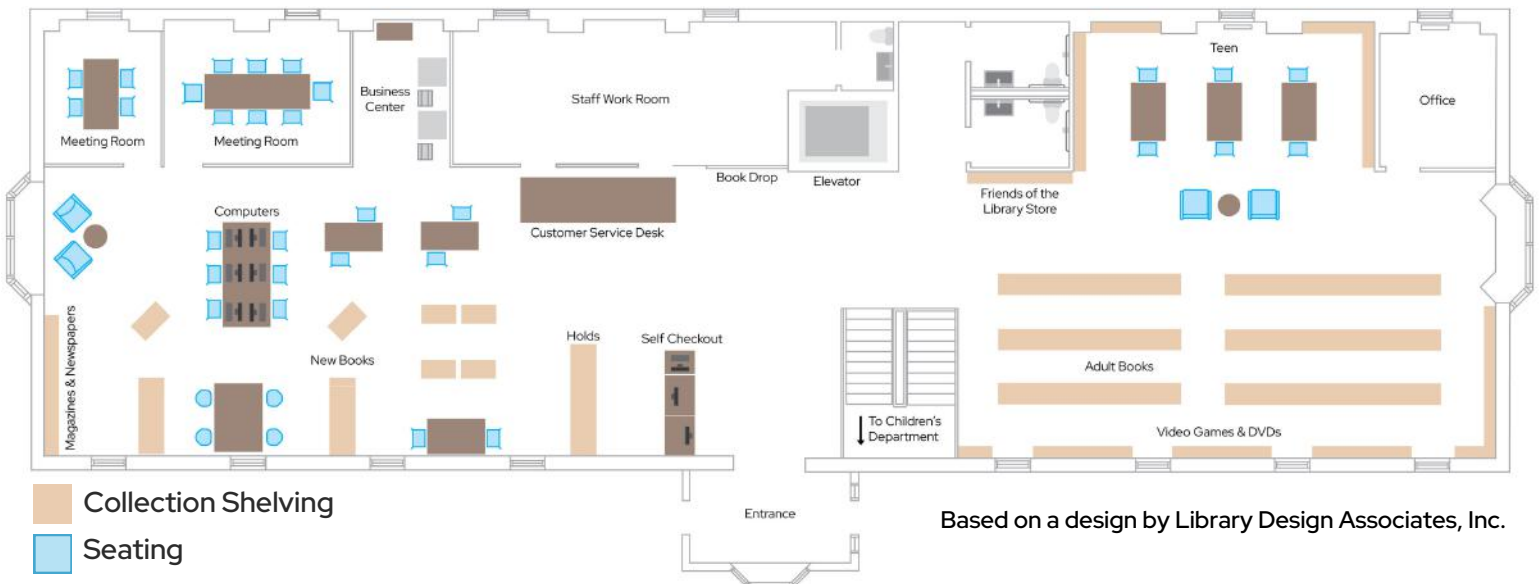 Teen
Business
Center
Staff Work Room
Office
Meeting Room
Meeting Room
Book Drop
Elevator
Friends of the
Library Store
Computers
Customer Service Desk
Magazines & Newspapers
Holds
Self Checkout
New Books
Adult Books
To Children's
Department
Video Games & DVDs
Collection Shelving
Seating
Entrance
Based on a design by Library Design Associates, Inc.